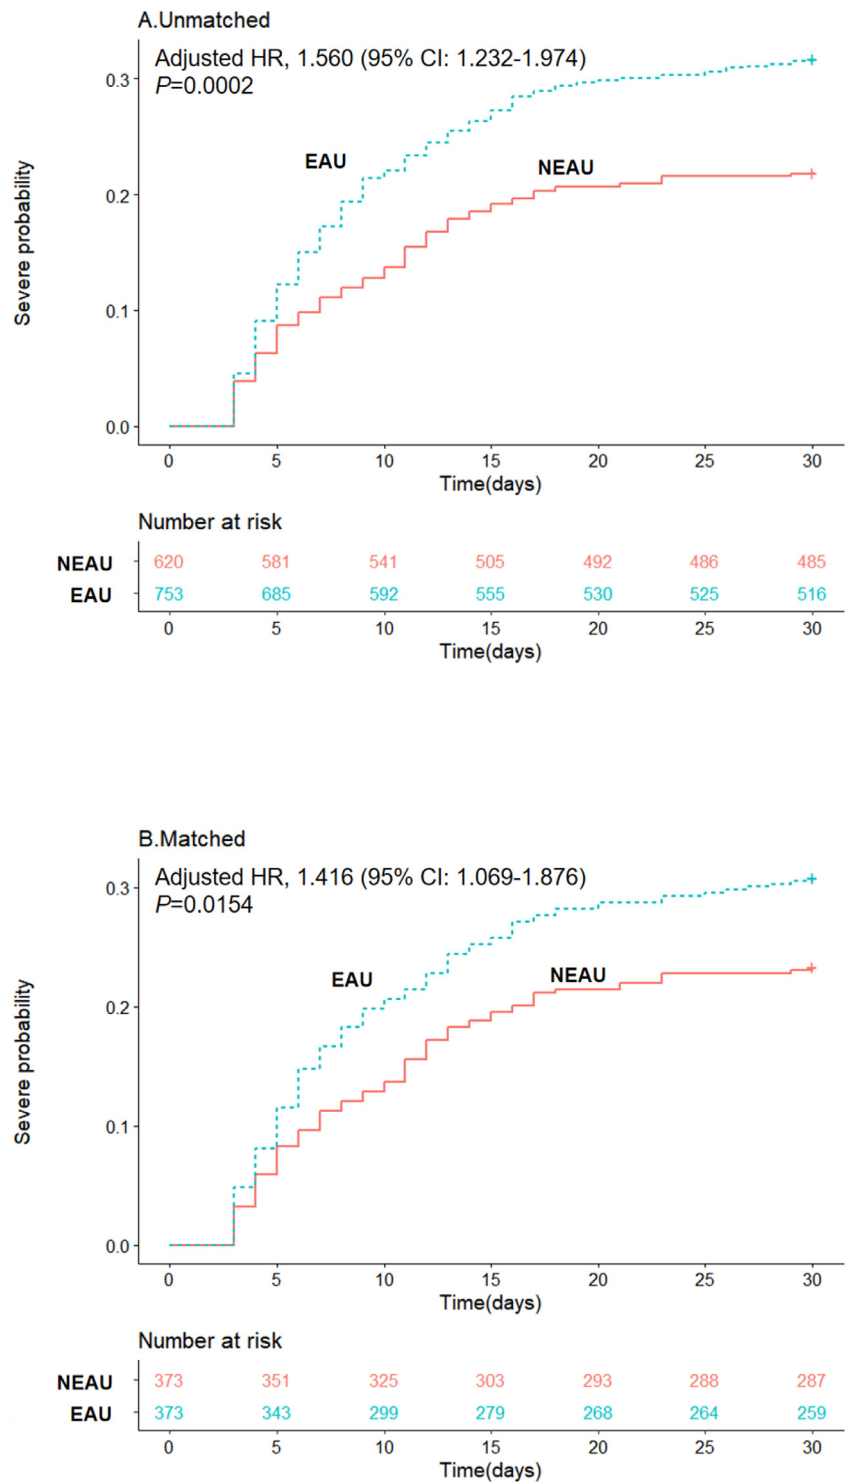 A.Unmatched
Adjusted HR, 1.560 (95% CI: 1.232-1.974)
P=0.0002
EAU
NEAU
Severe probability
0.3
0.2
0.1
0.0
0 5 10 15 20 25 30
Time(days)
Number at risk
NEAU 620 581 541 505 492 486 485
EAU 753 685 592 555 530 525 516
0 5 10 15 20 25 30
Time(days)
B.Matched
Adjusted HR, 1.416 (95% CI: 1.069-1.876)
P=0.0154
EAU
NEAU
Severe probability
0.3
0.2
0.1
0.0
0 5 10 15 20 25 30
Time(days)
Number at risk
NEAU 373 351 325 303 293 288 287
EAU 373 343 299 279 268 264 259
0 5 10 15 20 25 30
Time(days)